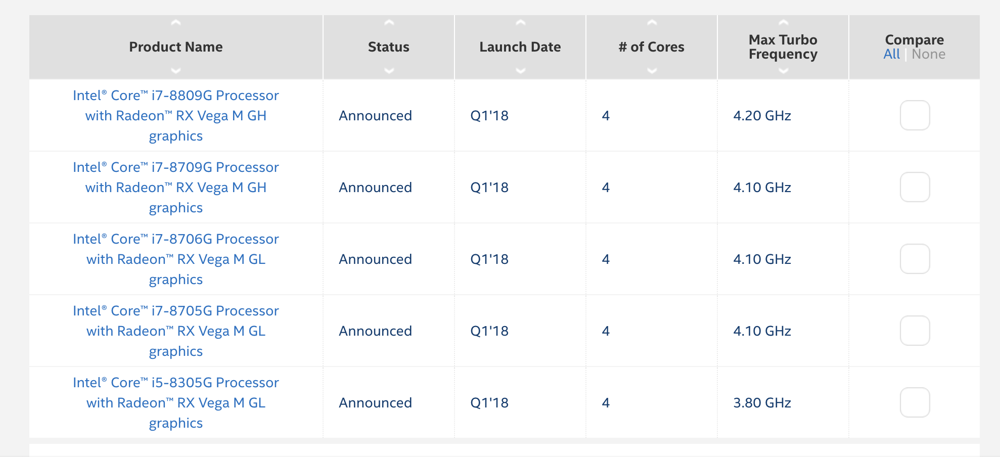 Product Name
Status
Launch Date
# of Cores
Max Turbo
Frequency
Compare
All | None
Intel® Core™ i7-8809G Processor
with Radeon™ RX Vega M GH
graphics
Announced
Q1'18
4
4.20 GHz
Intel® Core™ i7-8709G Processor
with Radeon™ RX Vega M GH
graphics
Announced
Q1'18
4
4.10 GHz
Intel® Core™ i7-8706G Processor
with Radeon™ RX Vega M GL
graphics
Announced
Q1'18
4
4.10 GHz
Intel® Core™ i7-8705G Processor
with Radeon™ RX Vega M GL
graphics
Announced
Q1'18
4
4.10 GHz
Intel® Core™ i5-8305G Processor
with Radeon™ RX Vega M GL
graphics
Announced
Q1'18
4
3.80 GHz